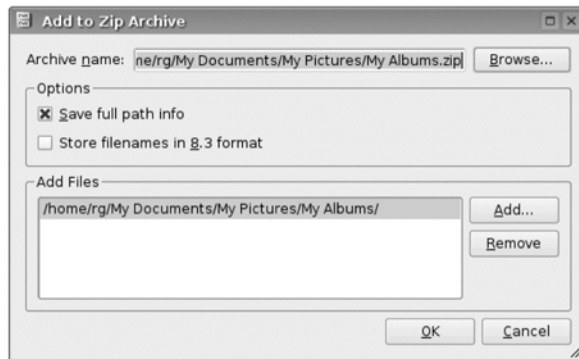 Add to Zip Archive
Archive name: ne/rg/My Documents/My Pictures/My Albums.zip Browse...
Options
Save full path info
Store filenames in 8.3 format
Add Files
/home/rg/My Documents/My Pictures/My Albums/ Add...
Remove
OK Cancel